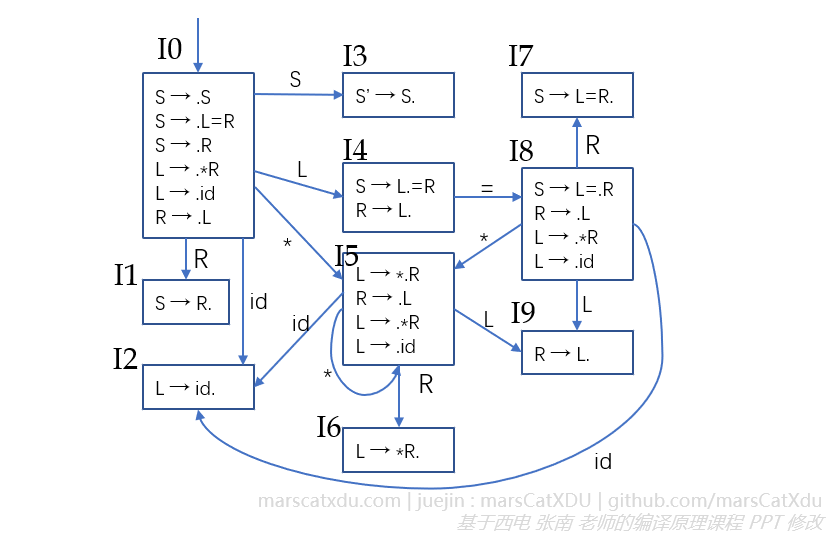 I0
S → .S
S → .L=R
S → .R
L → .*R
L → .id
R → .L
S
I3
S' → S.
L
I4
S → L.=R
R → L.
=
I7
S → L=R.
R
I8
S → L=.R
R → .L
L → .*R
L → .id
*
*
I5
L → *.R
R → .L
L → .*R
L → .id
R
I1
S → R.
id
id
*
L
L
I9
R → L.
I2
L → id.
R
I6
L → *R.
id
marscatxdu.com | juejin : marsCatXDU | github.com/marsCatXdu
基于西电 张南 老师的编译原理课程 PPT 修改